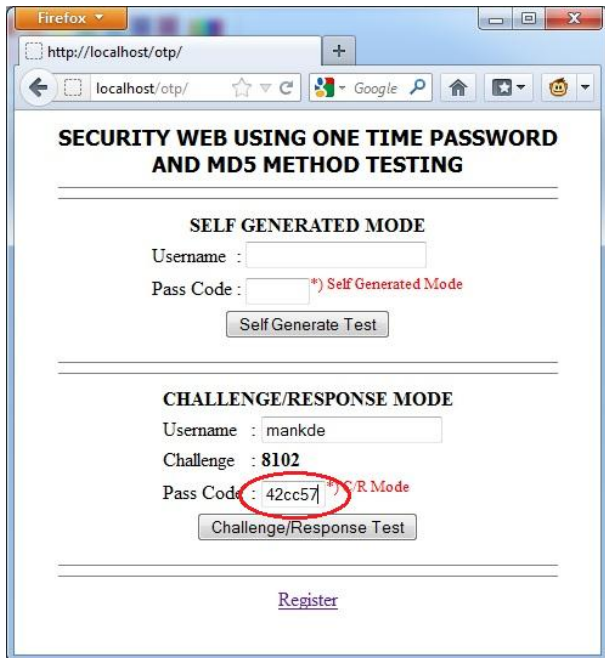 Firefox
http://localhost/otp/
localhost/otp/ Google
SECURITY WEB USING ONE TIME PASSWORD
AND MD5 METHOD TESTING
SELF GENERATED MODE
Username :
Pass Code : *) Self Generated Mode
Self Generate Test
CHALLENGE/RESPONSE MODE
Username : mankde
Challenge : 8102
Pass Code : 42cc57 *) C/R Mode
Challenge/Response Test
Register